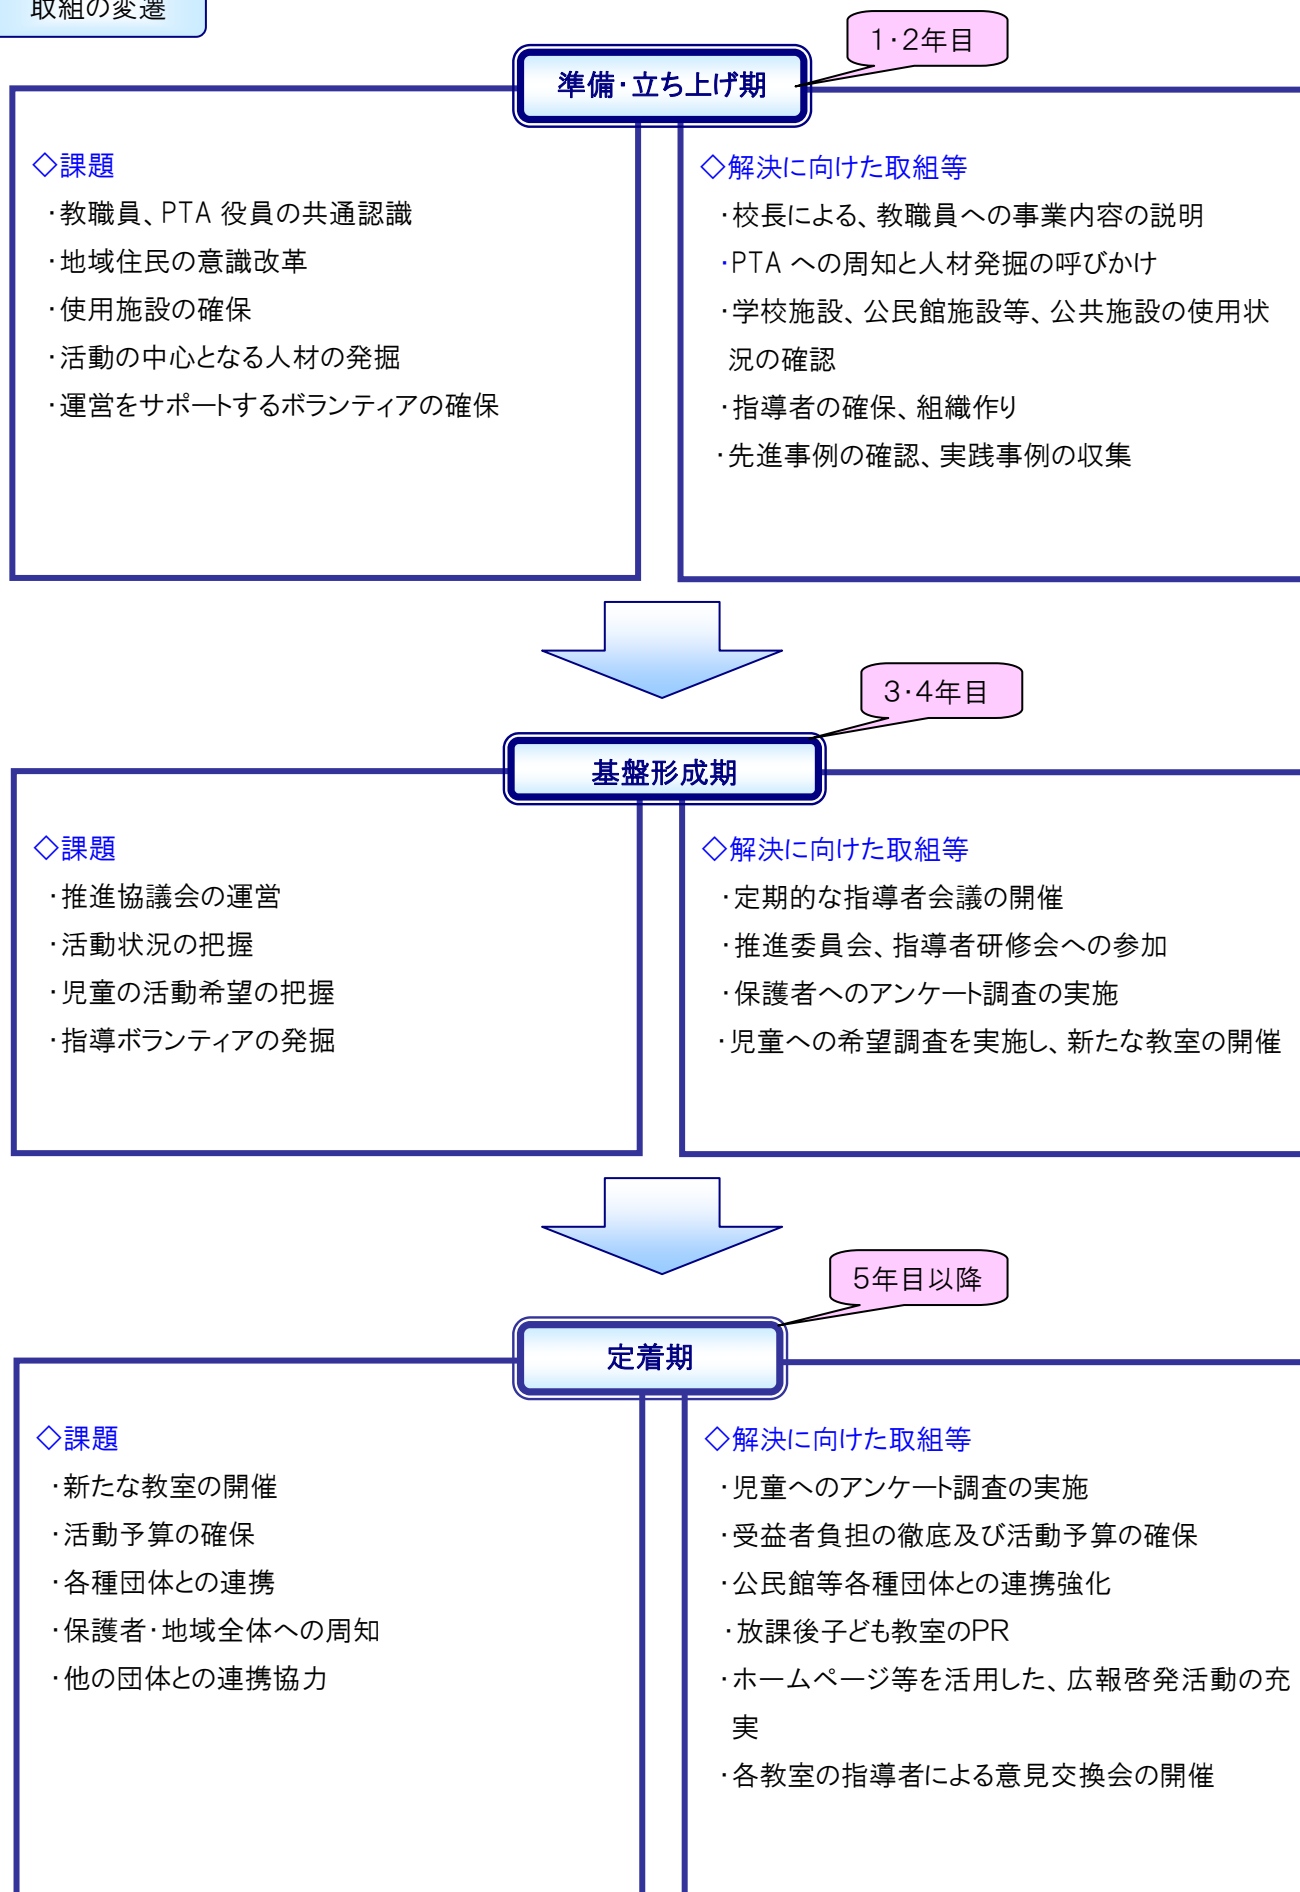 取組の変遷
1・2年目
準備・立ち上げ期
◇課題
・教職員、PTA 役員の共通認識
・地域住民の意識改革
・使用施設の確保
・活動の中心となる人材の発掘
・運営をサポートするボランティアの確保
◇解決に向けた取組等
・校長による、教職員への事業内容の説明
・PTA への周知と人材発掘の呼びかけ
・学校施設、公民館施設等、公共施設の使用状
況の確認
・指導者の確保、組織作り
・先進事例の確認、実践事例の収集
3・4年目
基盤形成期
◇課題
・推進協議会の運営
・活動状況の把握
・児童の活動希望の把握
・指導ボランティアの発掘
◇解決に向けた取組等
・定期的な指導者会議の開催
・推進委員会、指導者研修会への参加
・保護者へのアンケート調査の実施
・児童への希望調査を実施し、新たな教室の開催
5年目以降
定着期
◇課題
・新たな教室の開催
・活動予算の確保
・各種団体との連携
・保護者・地域全体への周知
・他の団体との連携協力
◇解決に向けた取組等
・児童へのアンケート調査の実施
・受益者負担の徹底及び活動予算の確保
・公民館等各種団体との連携強化
・放課後子ども教室のPR
・ホームページ等を活用した、広報啓発活動の充
実
・各教室の指導者による意見交換会の開催